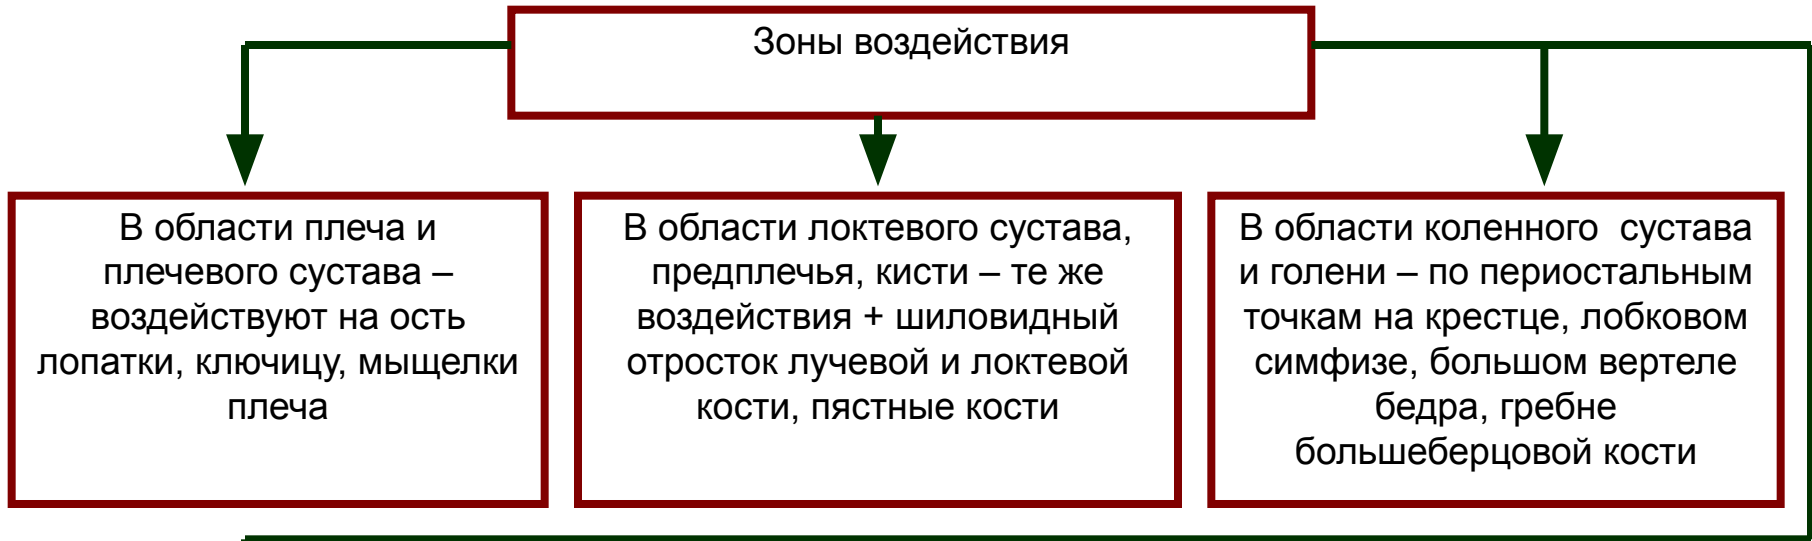 Зоны воздействия
В области плеча и
плечевого сустава –
воздействуют на ость
лопатки, ключицу, мыщелки
плеча
В области локтевого сустава,
предплечья, кисти – те же
воздействия + шиловидный
отросток лучевой и локтевой
кости, пястные кости
В области коленного  сустава
и голени – по периостальным
точкам на крестце, лобковом
симфизе, большом вертеле
бедра, гребне
большеберцовой кости